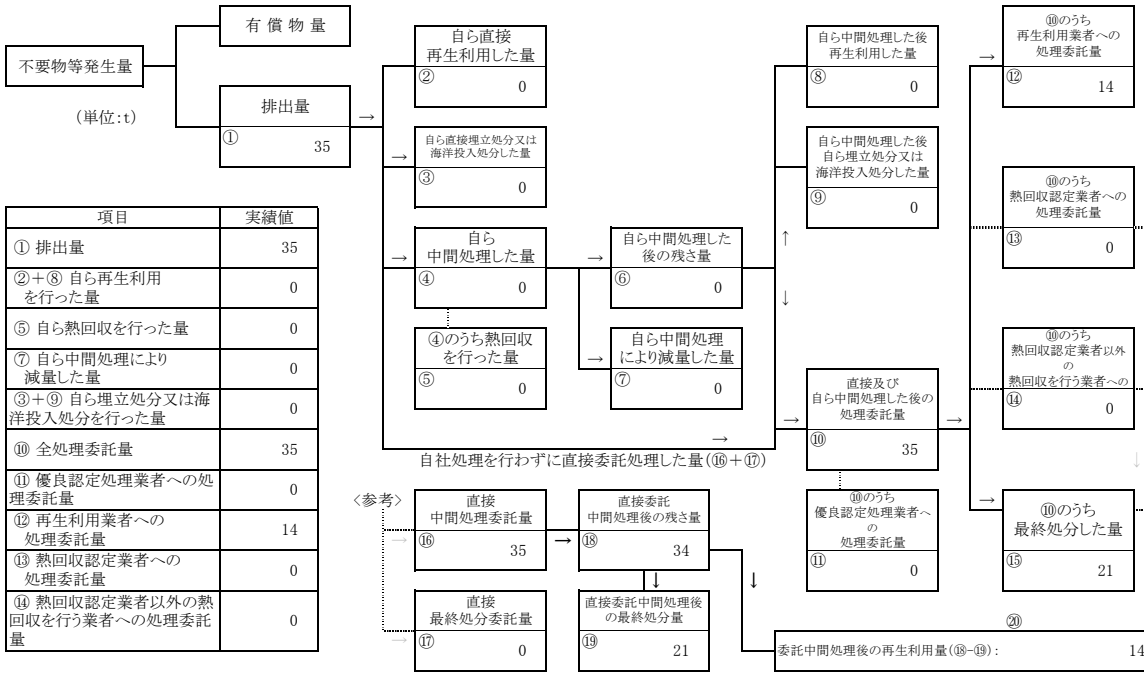 不要物等発生量
(単位:t)
有償物量
排出量
①
35
→
自ら直接
再生利用した量
②
0
→
自ら直接埋立処分又は
海洋投入処分した量
③
0
→
自ら
中間処理した量
④
0
④のうち熱回収
を行った量
⑤
0
→
自ら中間処理した
後の残さ量
⑥
0
→
自ら中間処理
により減量した量
⑦
0
自ら中間処理した後
再生利用した量
⑧
0
自ら中間処理した後
自ら埋立処分又は
海洋投入処分した量
⑨
0
↑
↓
→
直接及び
自ら中間処理した後の
処理委託量
⑩
35
⑩のうち
優良認定処理業者へ
の
処理委託量
⑪
0
→
→
⑩のうち
再生利用業者への
処理委託量
⑫
14
⑩のうち
熱回収認定業者への
処理委託量
⑬
0
⑩のうち
熱回収認定業者以外
の
熱回収を行う業者への
⑭
0
↓
→
⑩のうち
最終処分した量
⑮
21
→
自社処理を行わずに直接委託処理した量(⑯+⑰)
<参考>
→
直接
中間処理委託量
⑯
35
→
直接委託
中間処理後の残さ量
⑱
34
→
直接
最終処分委託量
⑰
0
↓
直接委託中間処理後
の最終処分量
⑲
21
↓
⑳
委託中間処理後の再生利用量(⑱-⑲):
14
項目 実績値
① 排出量 35
②+⑧ 自ら再生利用
を行った量 0
⑤ 自ら熱回収を行った量 0
⑦ 自ら中間処理により
減量した量 0
③+⑨ 自ら埋立処分又は海
洋投入処分を行った量 0
⑩ 全処理委託量 35
⑪ 優良認定処理業者への処
理委託量 0
⑫ 再生利用業者への
処理委託量 14
⑬ 熱回収認定業者への
処理委託量 0
⑭ 熱回収認定業者以外の熱
回収を行う業者への処理委託
量 0